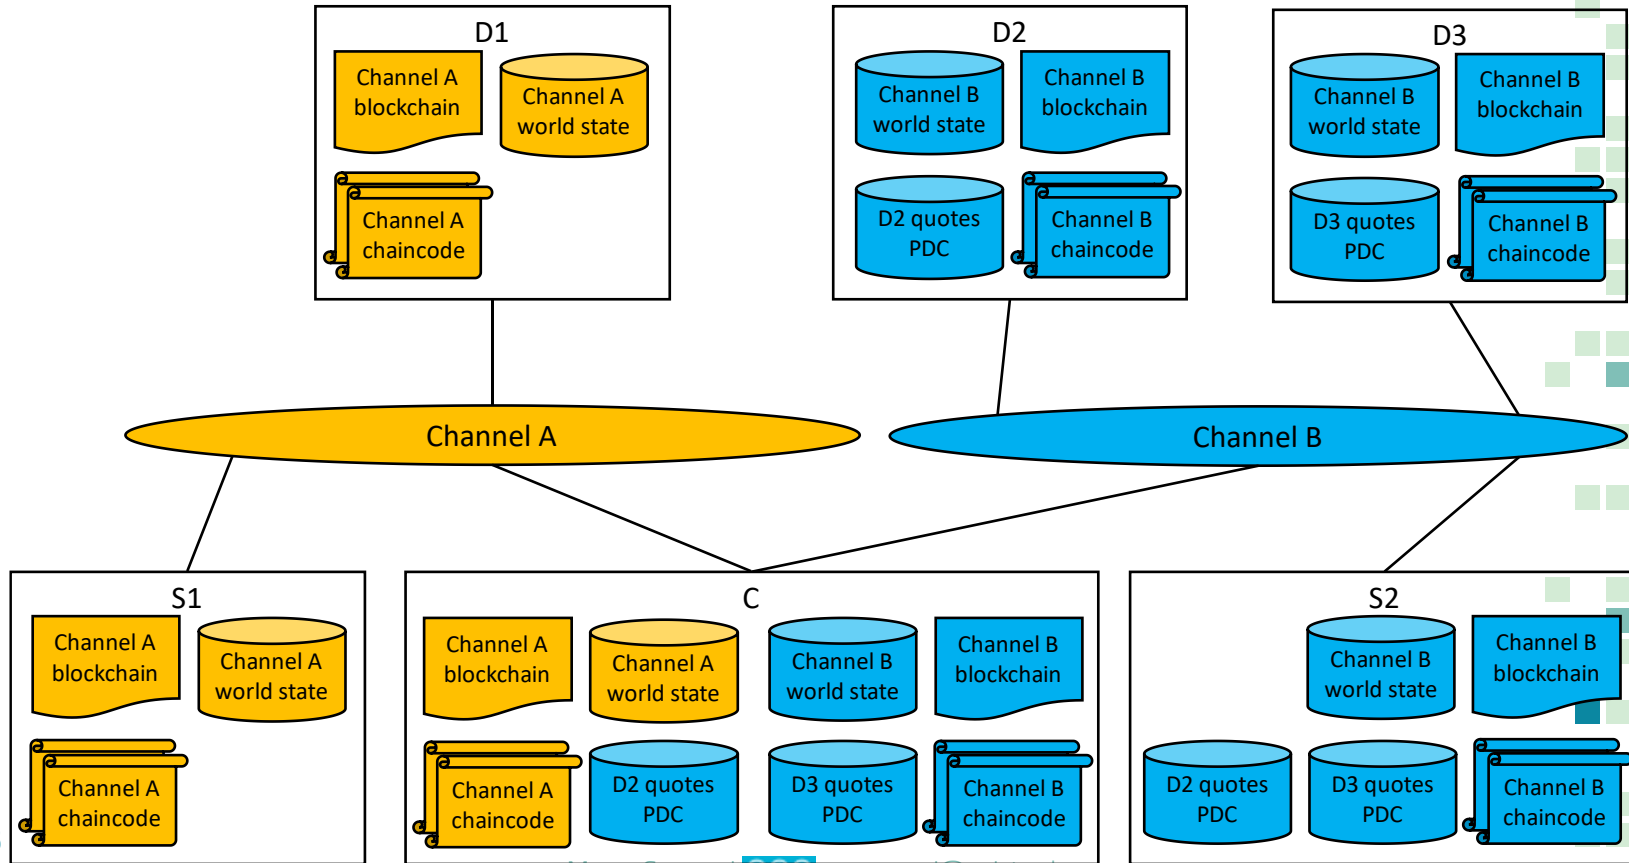 D1
Channel A
blockchain
Channel A
world state
Channel A
chaincode
D2
Channel B
world state
Channel B
blockchain
D2 quotes
PDC
Channel B
chaincode
D3
Channel B
world state
Channel B
blockchain
D3 quotes
PDC
Channel B
chaincode
Channel A
Channel B
S1
Channel A
blockchain
Channel A
world state
Channel A
chaincode
C
Channel A
blockchain
Channel A
world state
Channel B
world state
Channel B
blockchain
Channel A
chaincode
D2 quotes
PDC
D3 quotes
PDC
Channel B
chaincode
S2
Channel B
world state
Channel B
blockchain
D2 quotes
PDC
D3 quotes
PDC
Channel B
chaincode